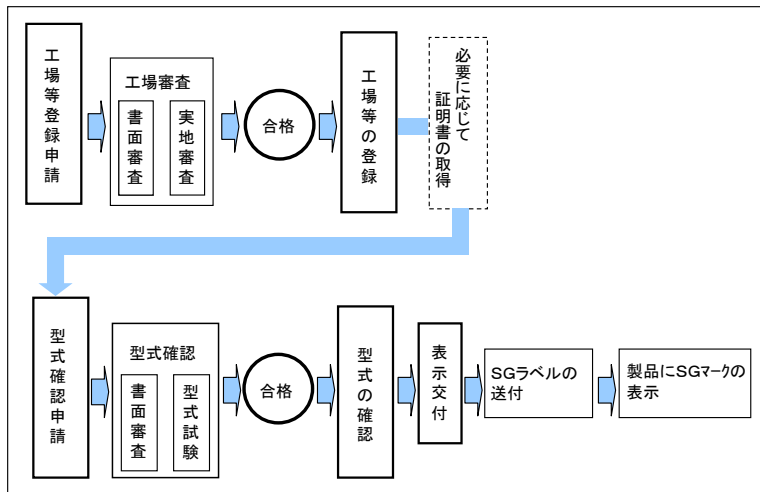 工場等登録申請
工場審査
書面審査
実地審査
合格
工場等の登録
必要に応じて
証明書の取得
型式確認申請
型式確認
書面審査
型式試験
合格
型式の確認
表示交付
SGラベルの
送付
製品にSGマークの
表示